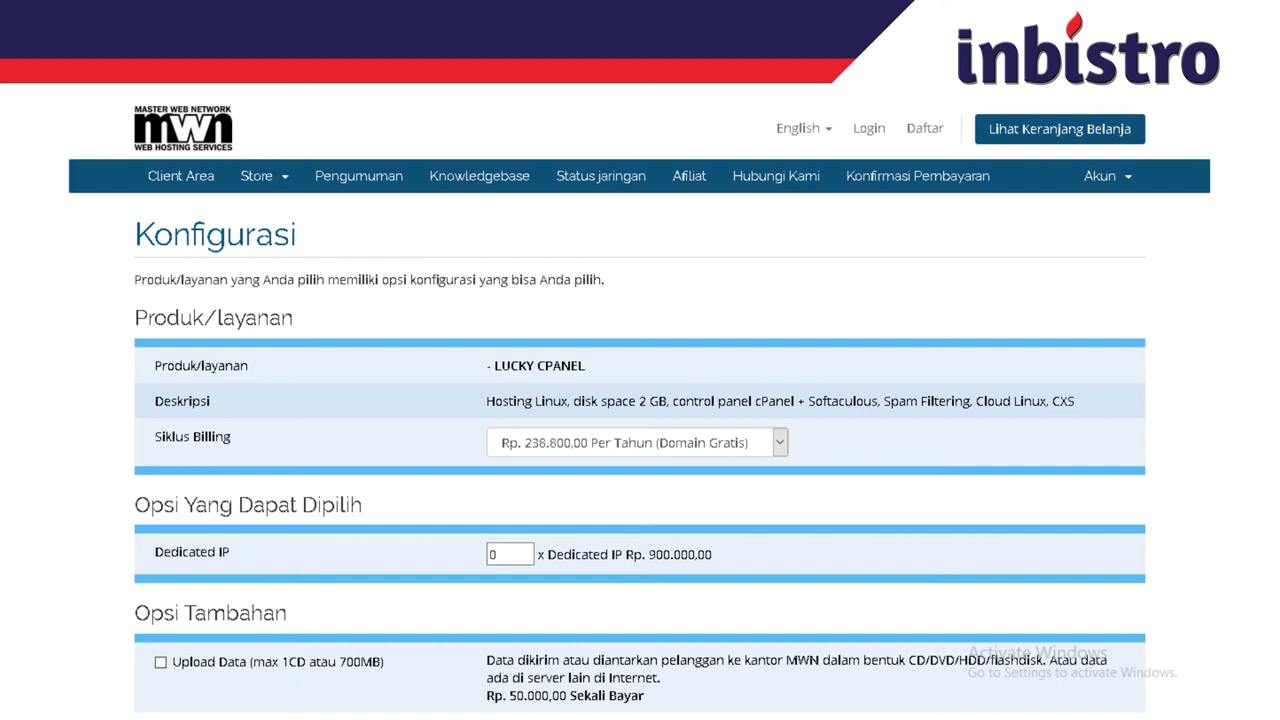 inbistro
MASTER WEB NETWORK
mwn
WEB HOSTING SERVICES
English
Login
Daftar
Lihat Keranjang Belanja
Client Area
Store
Pengumuman
Knowledgebase
Status jaringan
Afiliat
Hubungi Kami
Konfirmasi Pembayaran
Akun
Konfigurasi
Produk/layanan yang Anda pilih memiliki opsi konfigurasi yang bisa Anda pilih.
Produk/layanan
Produk/layanan
- LUCKY CPANEL
Deskripsi
Hosting Linux, disk space 2 GB, control panel cPanel + Softaculous, Spam Filtering, Cloud Linux, CXS
Siklus Billing
Rp. 238.800,00 Per Tahun (Domain Gratis)
Opsi Yang Dapat Dipilih
Dedicated IP
0 x Dedicated IP Rp. 900.000,00
Opsi Tambahan
Upload Data (max 1CD atau 700MB)
Data dikirim atau diantarkan pelanggan ke kantor MWN dalam bentuk CD/DVD/HDD/flashdisk. Atau data
ada di server lain di Internet.
Rp. 50.000,00 Sekali Bayar
Activate Windows
Go to Settings to activate Windows.